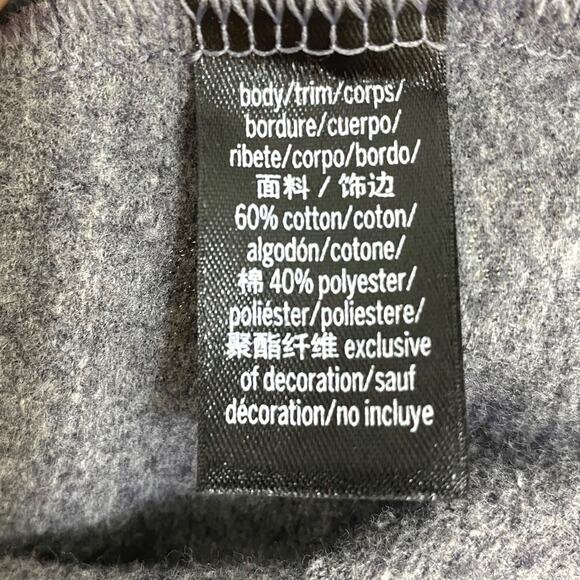 body/trim/corps/
bordure/cuerpo/
ribete/corpo/bordo/
面料 / 饰边
60% cotton/coton/
algodón/cotone/
棉 40% polyester/
poliéster/poliestere/
聚酯纤维 exclusive
of decoration/sauf
décoration/no incluye